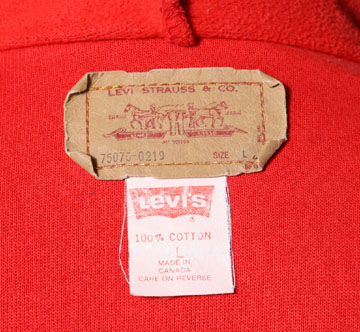 LEVI STRAUSS & CO.
75070-0219 SIZE L
Levi's
100% COTTON
L
MADE IN
CANADA
CARE ON REVERSE